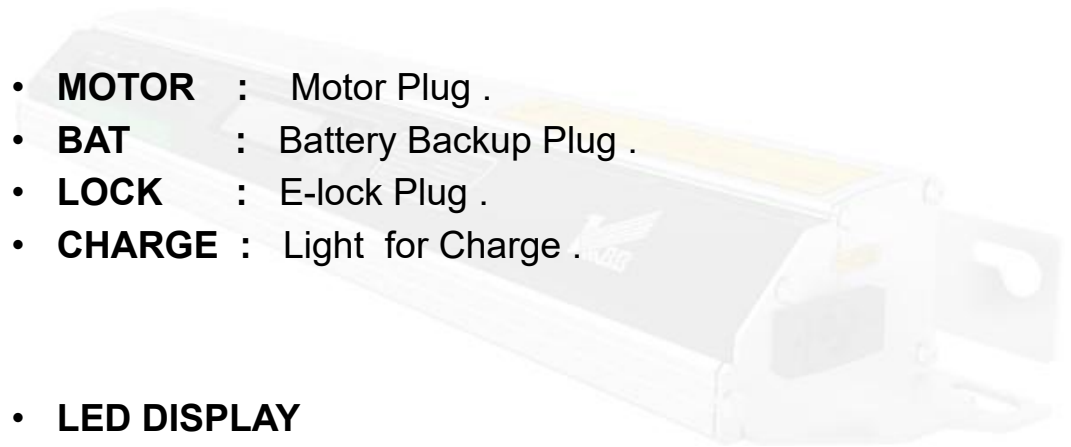 • MOTOR : Motor Plug .
• BAT : Battery Backup Plug .
• LOCK : E-lock Plug .
• CHARGE : Light for Charge .
• LED DISPLAY